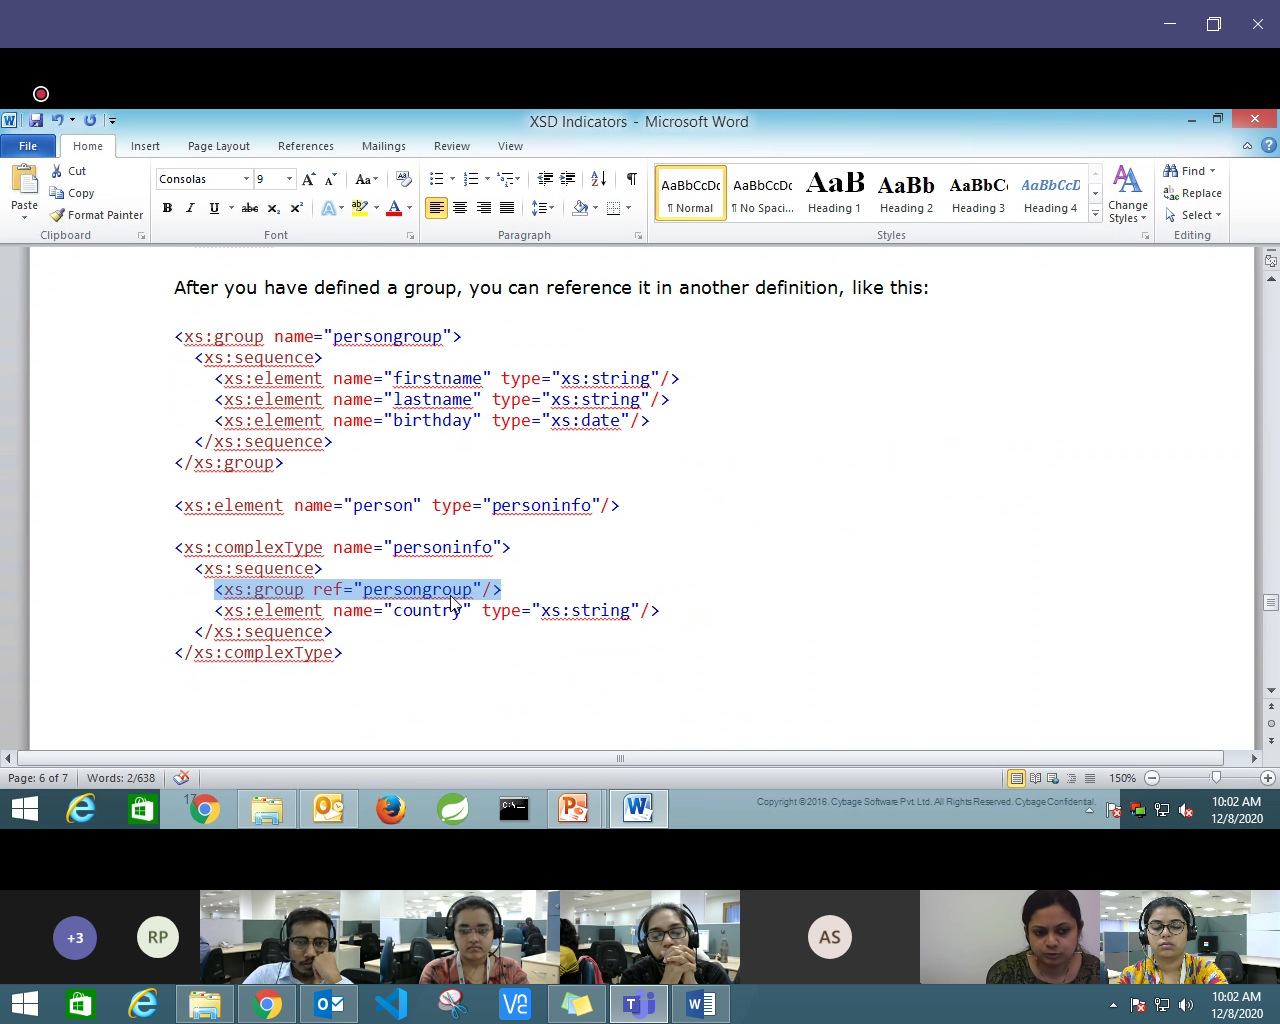 XSD Indicators - Microsoft Word
File Home Insert Page Layout References Mailings Review View
Paste
Cut
Copy
Format Painter
Clipboard
Consolas 9
Aa
B I U abc x₂ x²
A ab A
Font
Paragraph
AaBbCcDc AaBbCcDc AaB AaBb AaBbC AaBbCcD
¶ Normal ¶ No Spaci... Heading 1 Heading 2 Heading 3 Heading 4
Change Styles
Styles
Find
Replace
Select
Editing
After you have defined a group, you can reference it in another definition, like this:
<xs:group name="persongroup">
<xs:sequence>
<xs:element name="firstname" type="xs:string"/>
<xs:element name="lastname" type="xs:string"/>
<xs:element name="birthday" type="xs:date"/>
</xs:sequence>
</xs:group>
<xs:element name="person" type="personinfo"/>
<xs:complexType name="personinfo">
<xs:sequence>
<xs:group ref="persongroup"/>
<xs:element name="country" type="xs:string"/>
</xs:sequence>
</xs:complexType>
Page: 6 of 7 Words: 2/638 150%
17
Copyright ©2016. Cybage Software Pvt. Ltd. All Rights Reserved. Cybage Confidential.
10:02 AM
12/8/2020
+3 RP AS
10:02 AM
12/8/2020